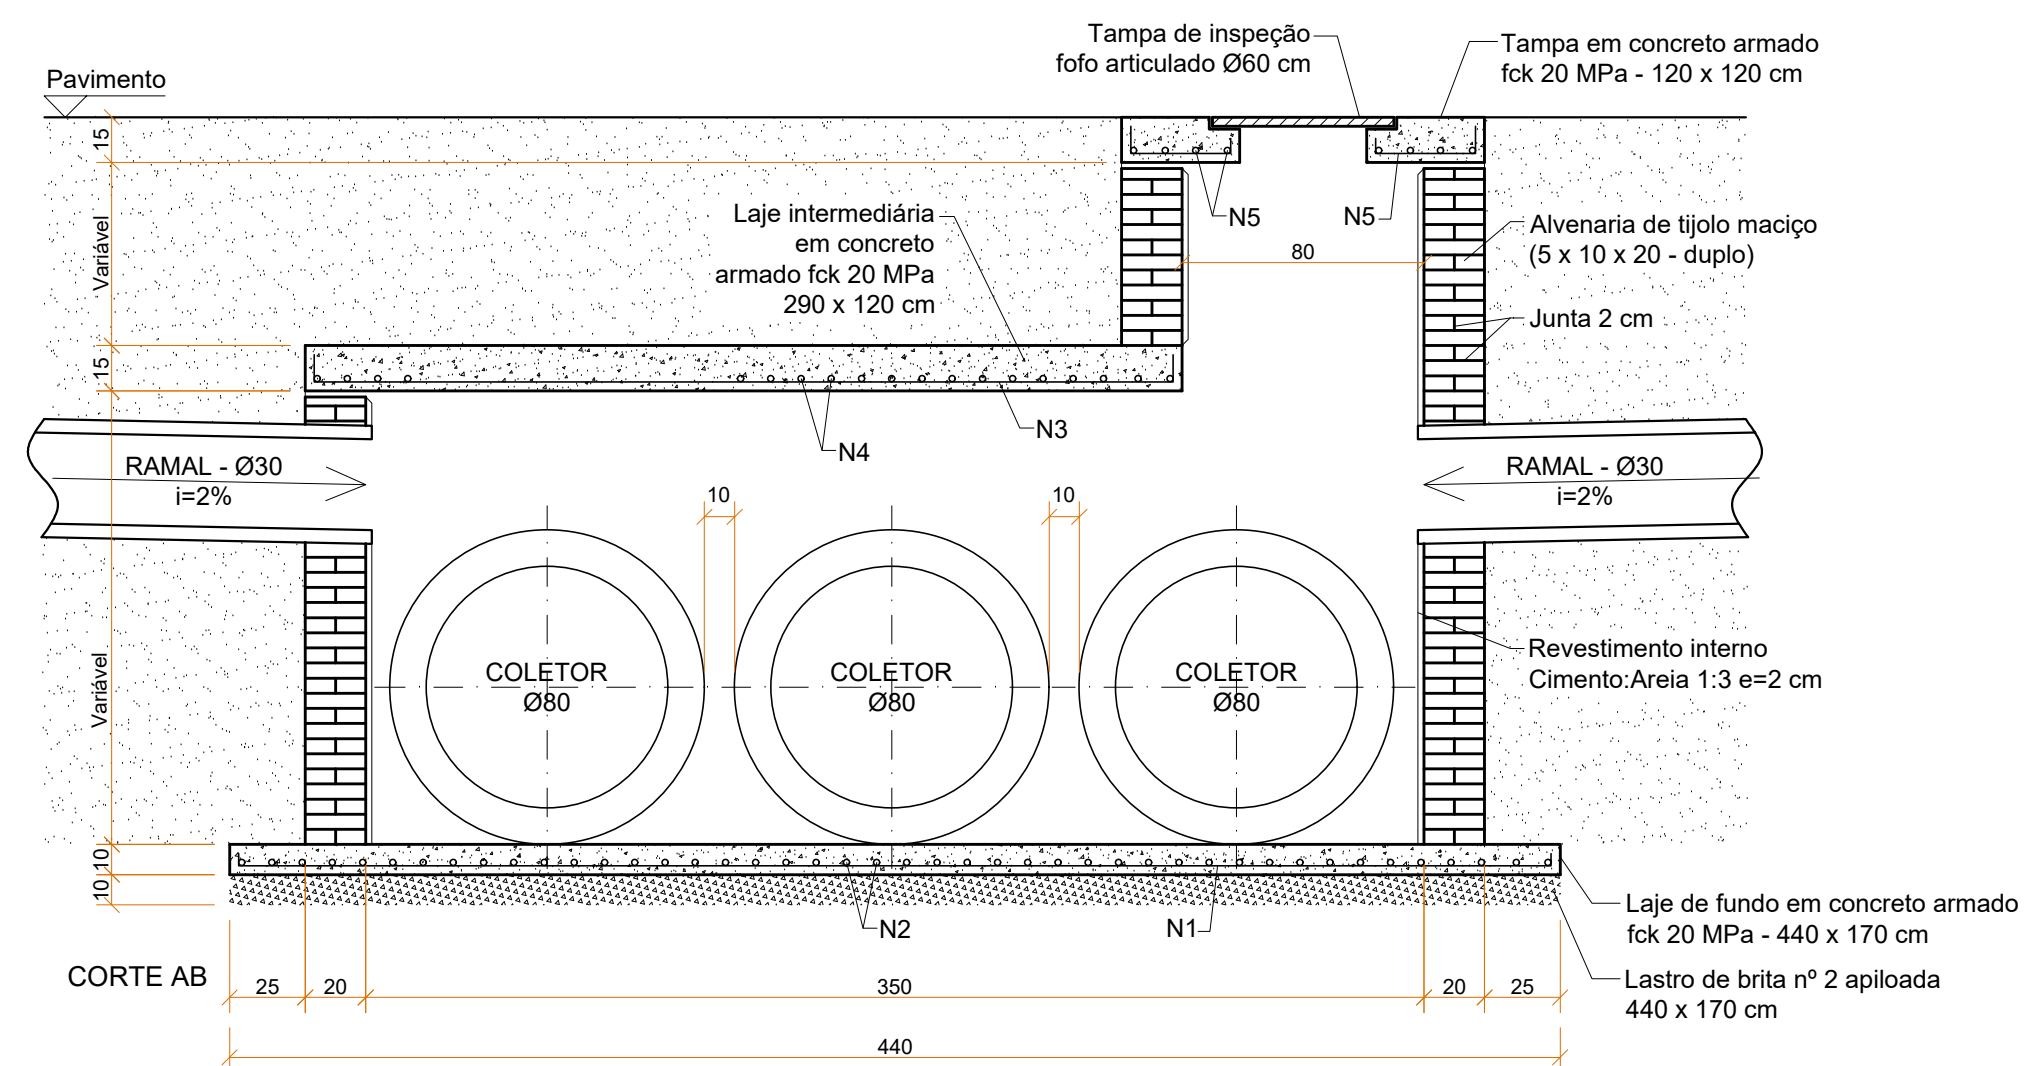 Tampa de inspeção
fofo articulado Ø60 cm
Tampa em concreto armado
fck 20 MPa - 120 x 120 cm
Pavimento
15
Variável
15
Variável
10
10
Laje intermediária
em concreto
armado fck 20 MPa
290 x 120 cm
N5
N5
80
Alvenaria de tijolo maciço
(5 x 10 x 20 - duplo)
Junta 2 cm
N3
N4
RAMAL - Ø30
i=2%
RAMAL - Ø30
i=2%
10
10
COLETOR
Ø80
COLETOR
Ø80
COLETOR
Ø80
Revestimento interno
Cimento:Areia 1:3 e=2 cm
N2
N1
Laje de fundo em concreto armado
fck 20 MPa - 440 x 170 cm
Lastro de brita nº 2 apiloada
440 x 170 cm
CORTE AB
25
20
350
20
25
440